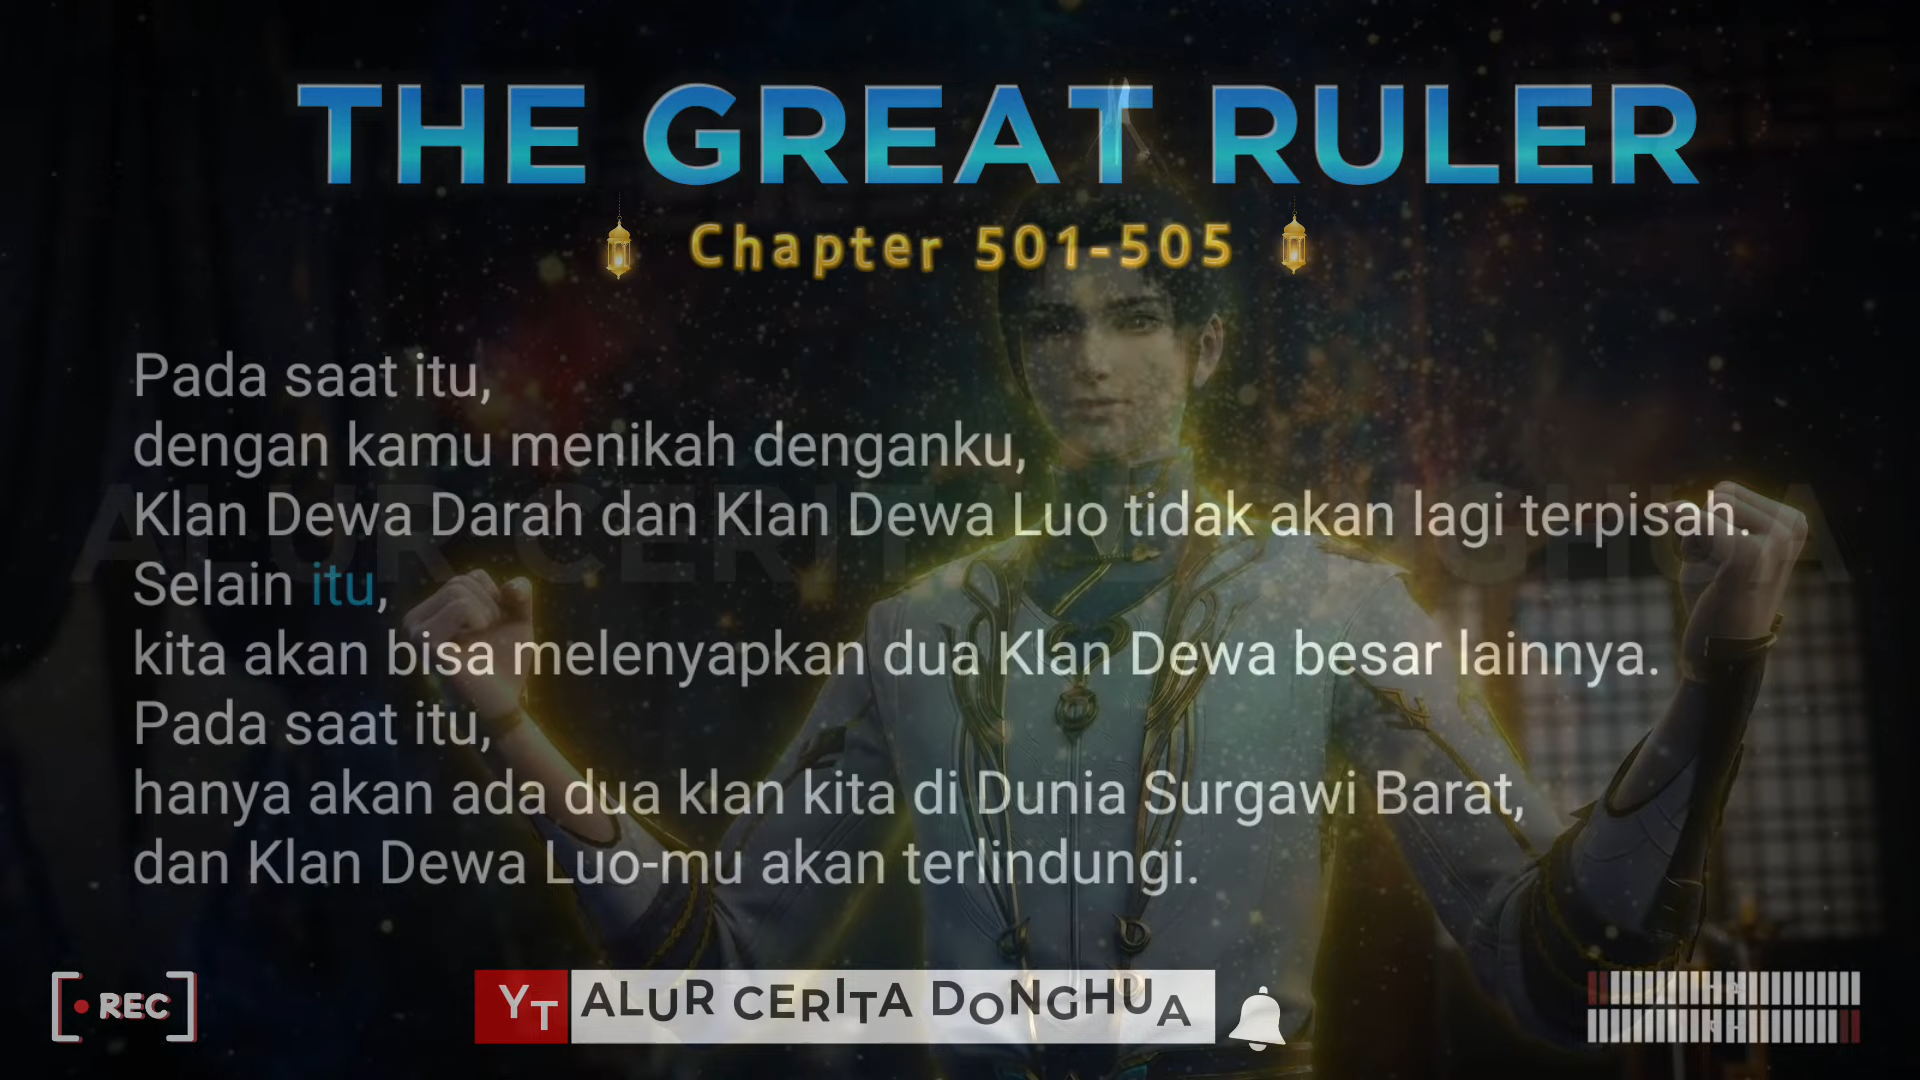 THE GREAT RULER
Chapter 501-505
Pada saat itu,
dengan kamu menikah denganku,
Klan Dewa Darah dan Klan Dewa Luo tidak akan lagi terpisah.
Selain itu,
kita akan bisa melenyapkan dua Klan Dewa besar lainnya.
Pada saat itu,
hanya akan ada dua klan kita di Dunia Surgawi Barat,
dan Klan Dewa Luo-mu akan terlindungi.
ALUR CERITA DONGHUA
REC
YT ALUR CERITA DONGHUA